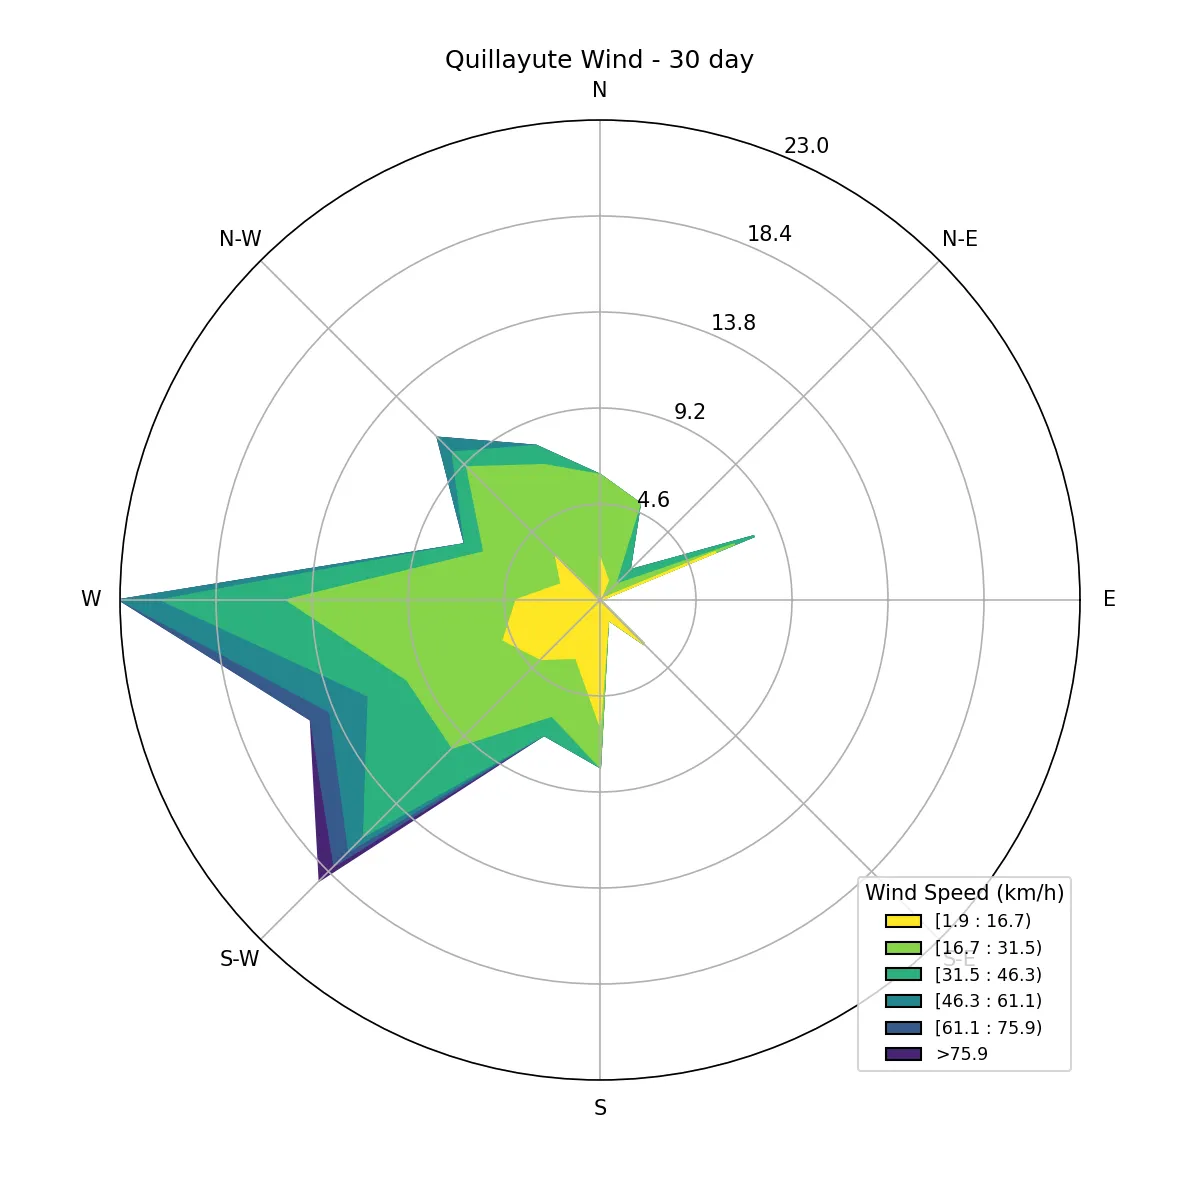 Quillayute Wind - 30 day
N
23.0
N-W
18.4
N-E
13.8
9.2
4.6
W
E
S-W
S-E
S
Wind Speed (km/h)
[1.9 : 16.7)
[16.7 : 31.5)
[31.5 : 46.3)
[46.3 : 61.1)
[61.1 : 75.9)
>75.9